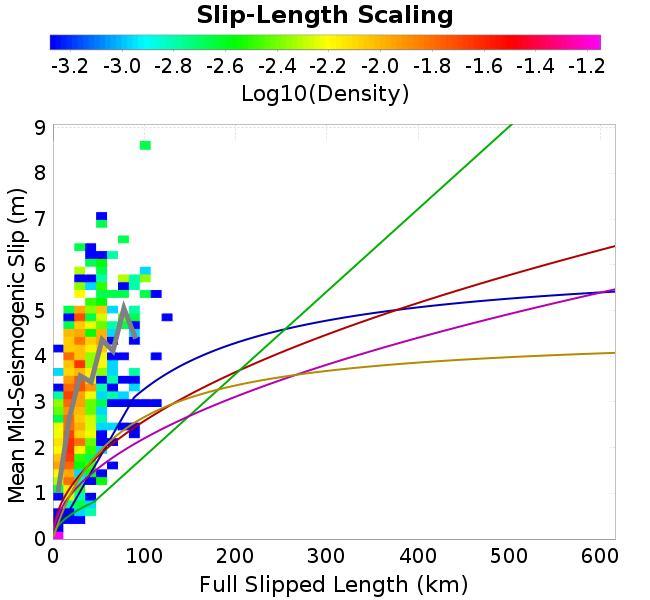 Slip-Length Scaling
-3.2 -3.0 -2.8 -2.6 -2.4 -2.2 -2.0 -1.8 -1.6 -1.4 -1.2
Log10(Density)
9
8
7
6
5
4
3
2
1
0
Mean Mid-Seismogenic Slip (m)
0 100 200 300 400 500 600
Full Slipped Length (km)